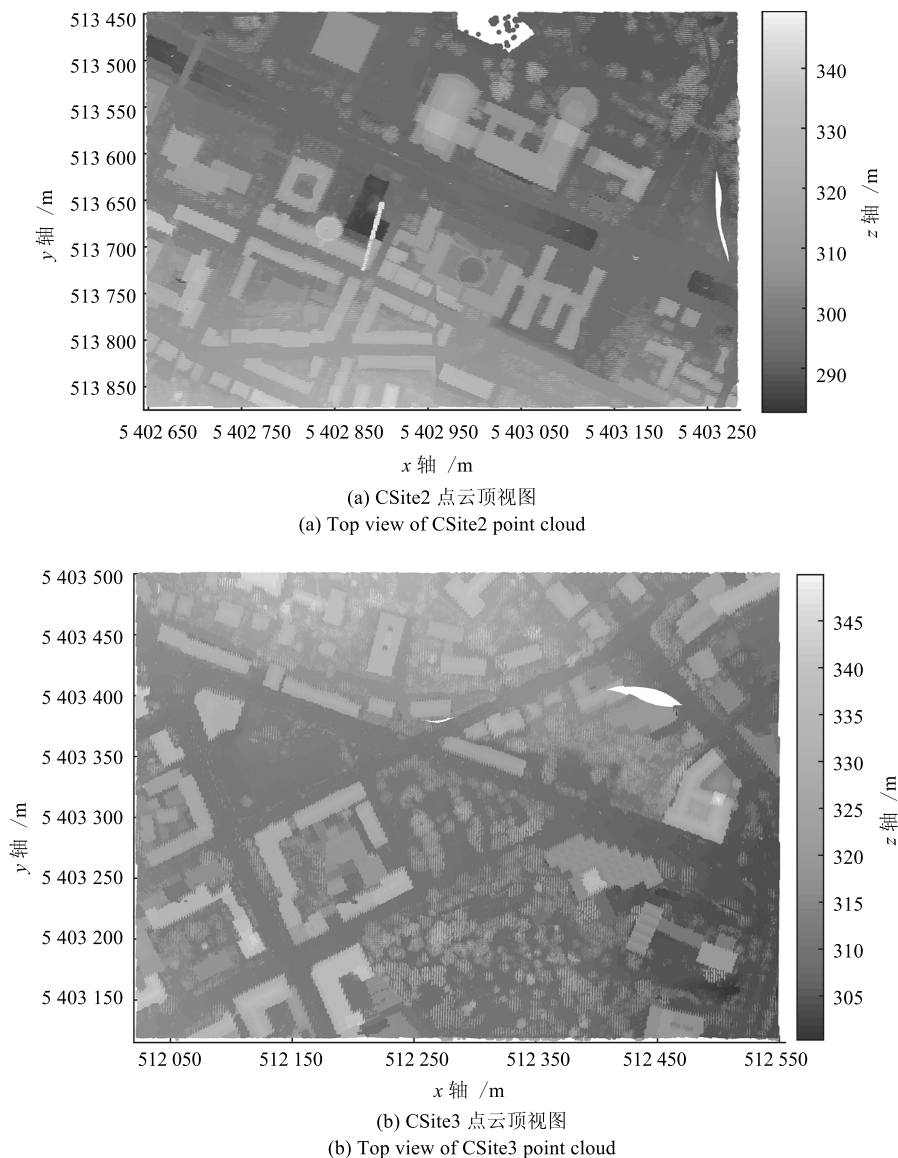 513 450
513 500
513 550
513 600
513 650
513 700
513 750
513 800
513 850
y 轴 /m
5 402 650 5 402 750 5 402 850 5 402 950 5 403 050 5 403 150 5 403 250
x 轴 /m
340
330
320
310
300
290
z 轴 /m
(a) CSite2 点云顶视图
(a) Top view of CSite2 point cloud
5 403 500
5 403 450
5 403 400
5 403 350
5 403 300
5 403 250
5 403 200
5 403 150
y 轴 /m
512 050 512 150 512 250 512 350 512 450 512 550
x 轴 /m
345
340
335
330
325
320
315
310
305
z 轴 /m
(b) CSite3 点云顶视图
(b) Top view of CSite3 point cloud